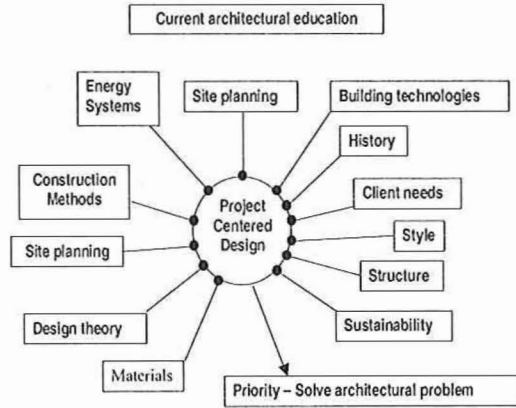 Current architectural education
Energy
Systems
Site planning
Building technologies
History
Construction
Methods
Project
Centered
Design
Client needs
Style
Site planning
Structure
Design theory
Sustainability
Materials
Priority – Solve architectural problem